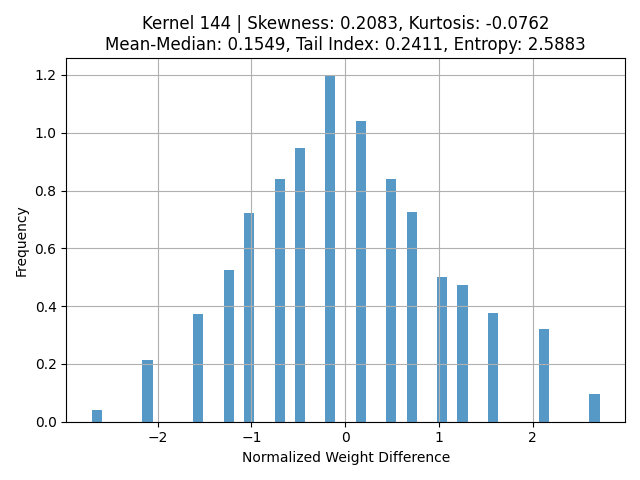 Kernel 144 | Skewness: 0.2083, Kurtosis: -0.0762
Mean-Median: 0.1549, Tail Index: 0.2411, Entropy: 2.5883
Frequency
1.2
1.0
0.8
0.6
0.4
0.2
0.0
−2 −1 0 1 2
Normalized Weight Difference